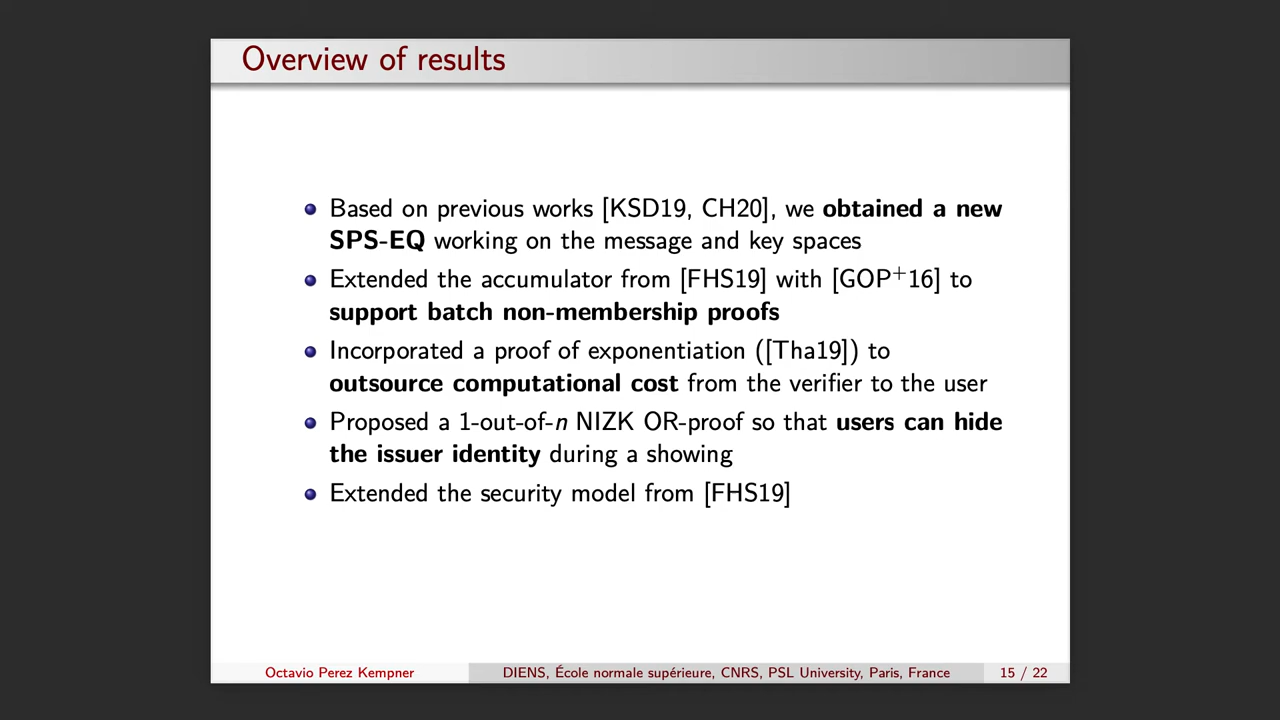 Overview of results
Based on previous works [KSD19, CH20], we obtained a new
SPS-EQ working on the message and key spaces
Extended the accumulator from [FHS19] with [GOP+16] to
support batch non-membership proofs
Incorporated a proof of exponentiation ([Tha19]) to
outsource computational cost from the verifier to the user
Proposed a 1-out-of-n NIZK OR-proof so that users can hide
the issuer identity during a showing
Extended the security model from [FHS19]
Octavio Perez Kempner DIENS, École normale supérieure, CNRS, PSL University, Paris, France 15 / 22